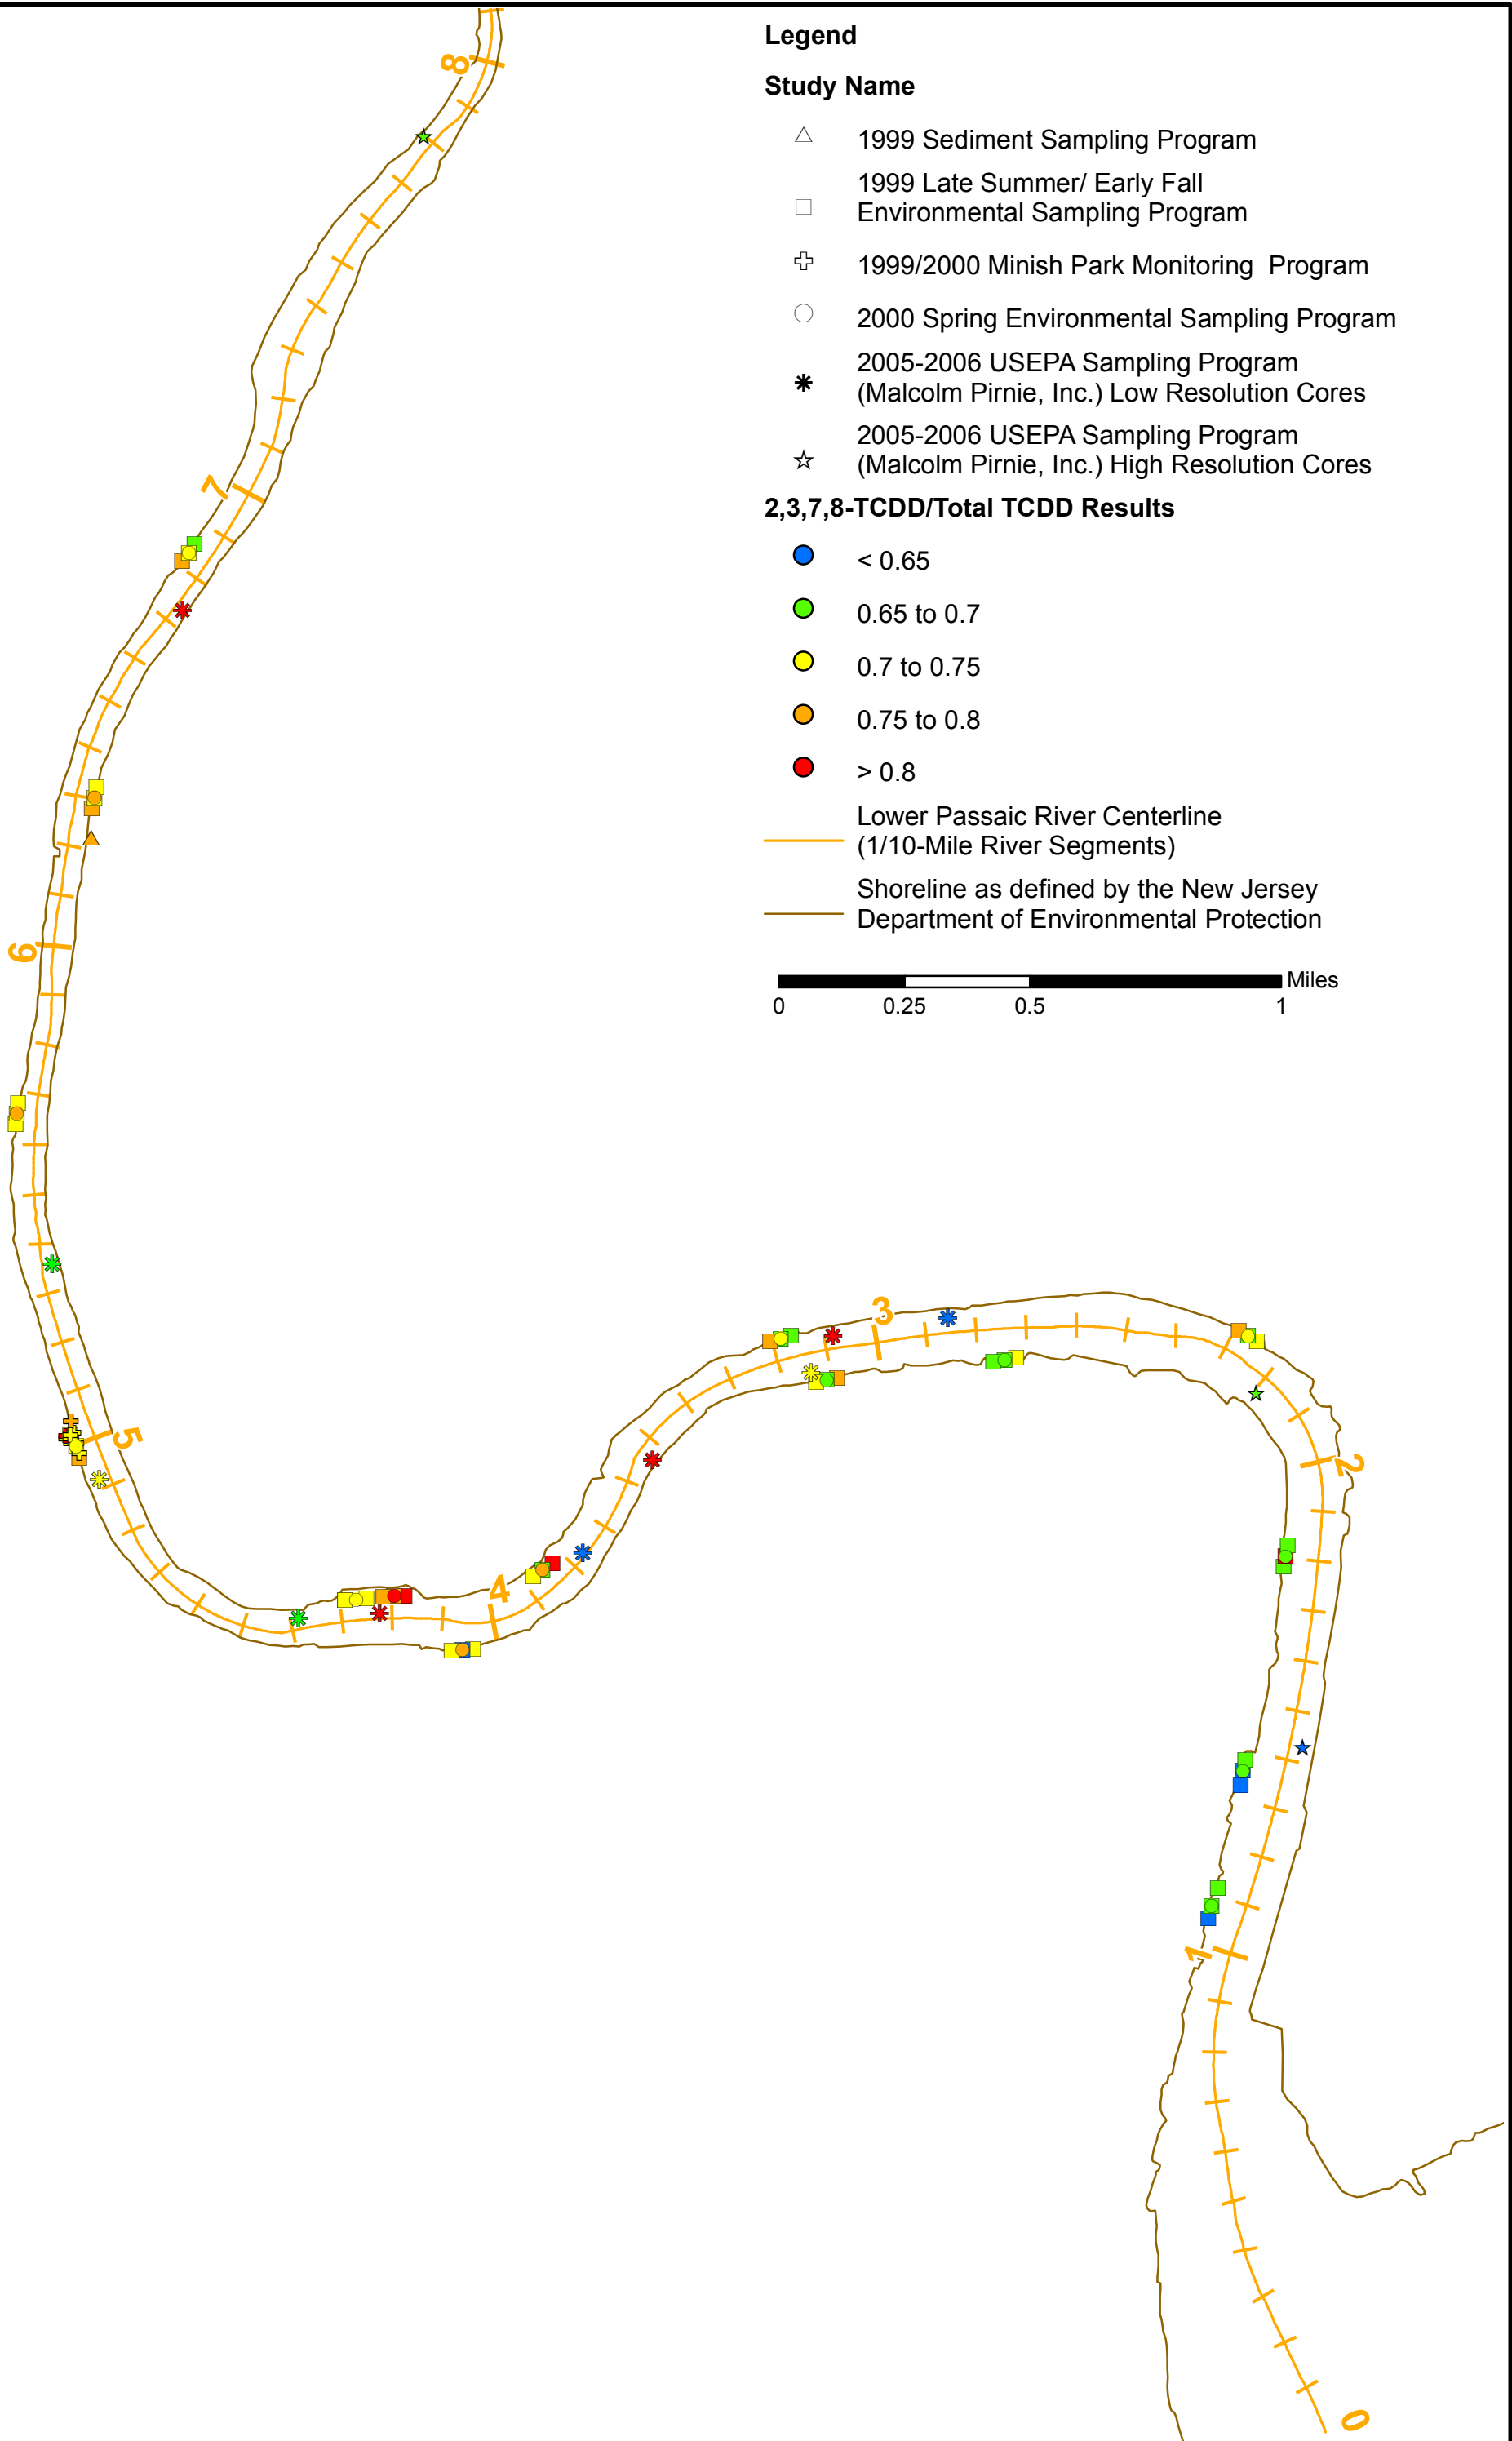 Legend
Study Name
1999 Sediment Sampling Program
1999 Late Summer/ Early Fall
Environmental Sampling Program
1999/2000 Minish Park Monitoring  Program
2000 Spring Environmental Sampling Program
2005-2006 USEPA Sampling Program
(Malcolm Pirnie, Inc.) Low Resolution Cores
2005-2006 USEPA Sampling Program
(Malcolm Pirnie, Inc.) High Resolution Cores
2,3,7,8-TCDD/Total TCDD Results
< 0.65
0.65 to 0.7
0.7 to 0.75
0.75 to 0.8
> 0.8
Lower Passaic River Centerline
(1/10-Mile River Segments)
Shoreline as defined by the New Jersey
Department of Environmental Protection
Miles
0 0.25 0.5 1
8
7
6
5
4
3
2
1
0